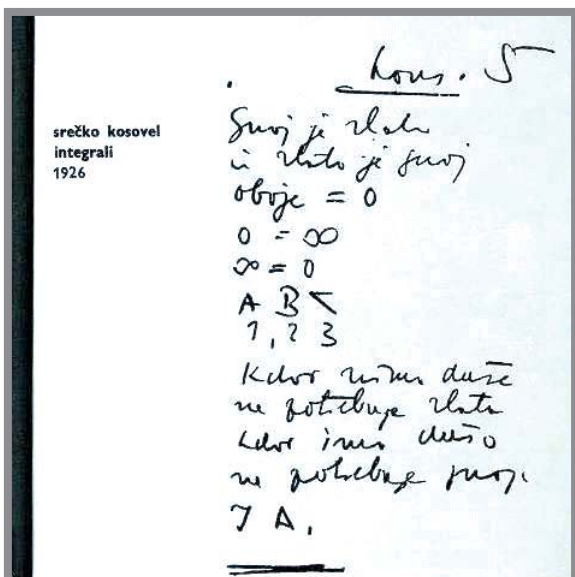 srečko kosovel
integrali
1926
Kons. 5
Gnoj je zlato
in zlato je gnoj
oboje = 0
0 = ∞
∞ = 0
A B <
1, 2 3
Kdor nima duše
ne potrebuje zlata
kdor ima dušo
ne potrebuje gnoja.
I A.